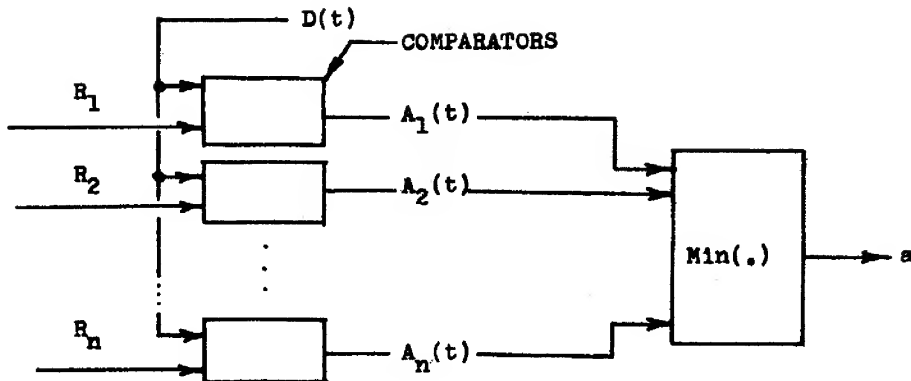 D(t)
COMPARATORS
R1
A1(t)
R2
A2(t)
Min(.)
a
Rn
An(t)